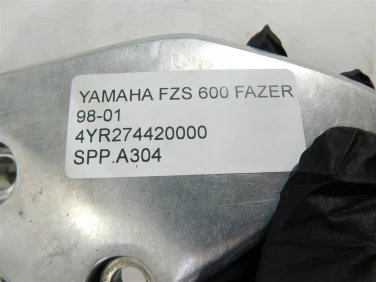 YAMAHA FZS 600 FAZER
98-01
4YR274420000
SPP.A304